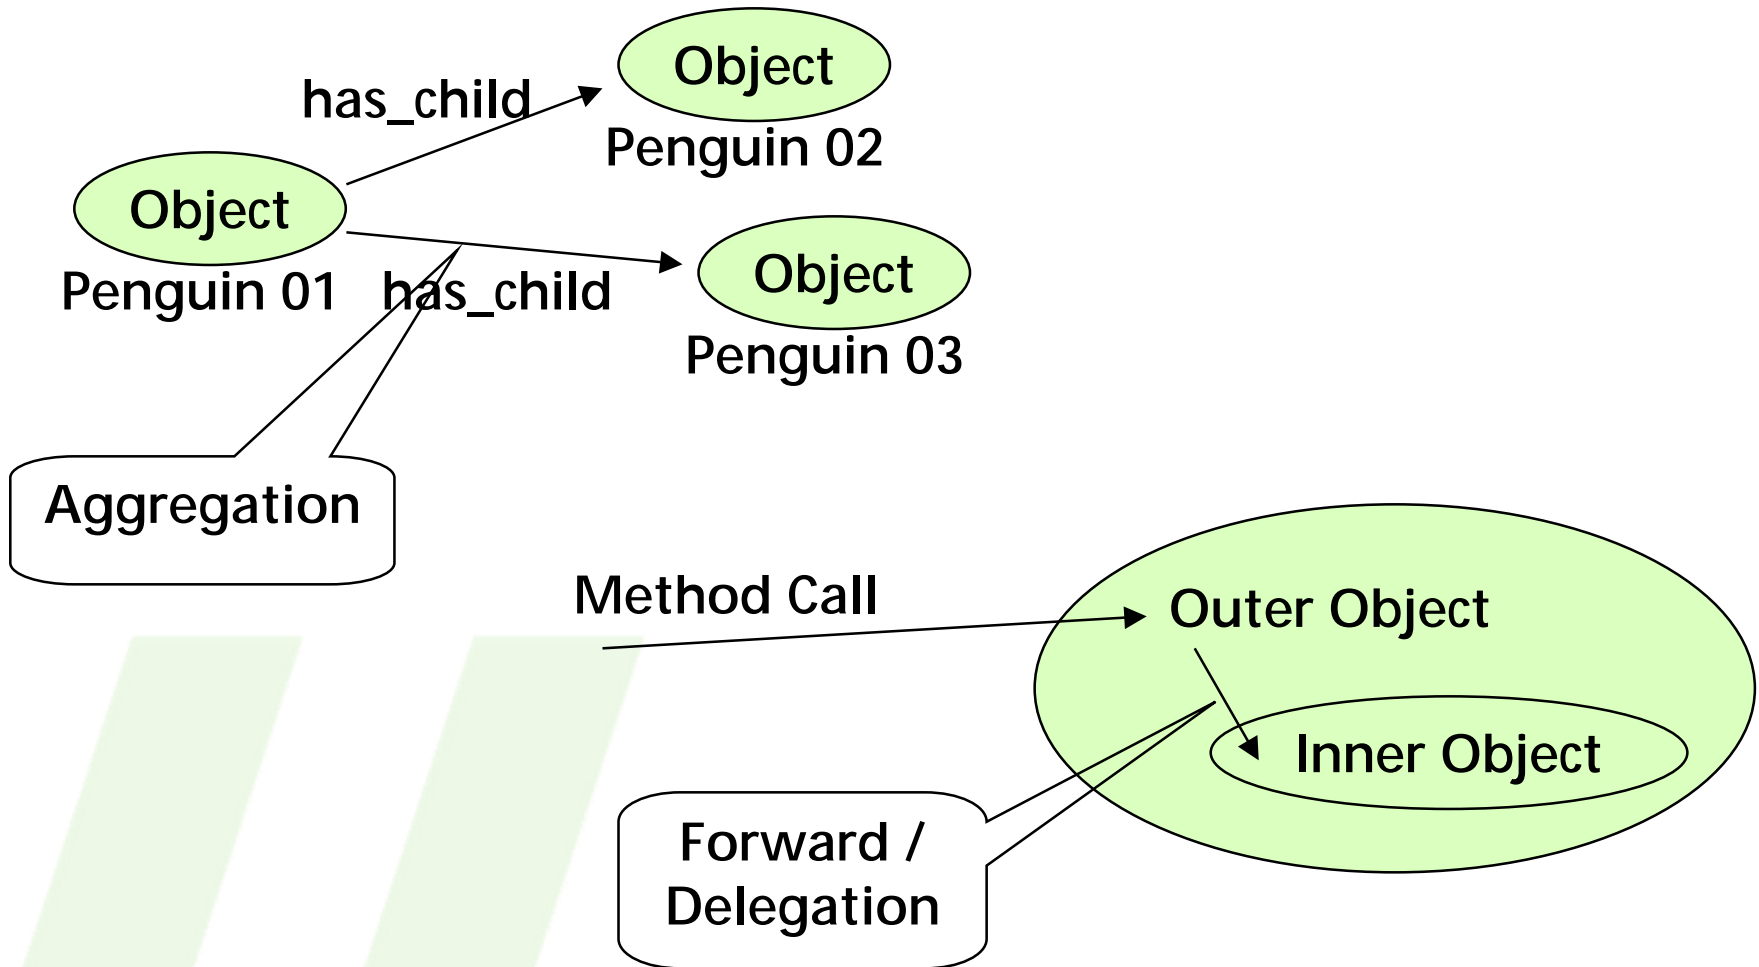 Object
has_child
Penguin 02
Object
Penguin 01
has_child
Object
Penguin 03
Aggregation
Method Call
Outer Object
Inner Object
Forward /
Delegation